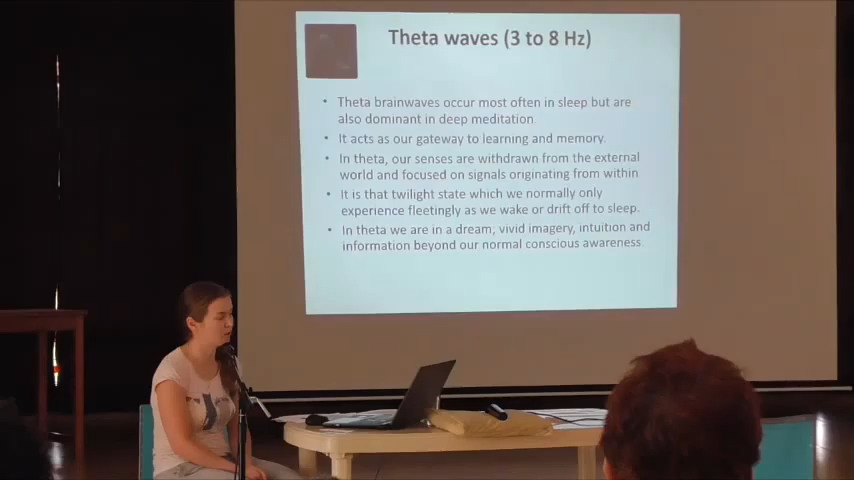 Theta waves (3 to 8 Hz)
• Theta brainwaves occur most often in sleep but are
also dominant in deep meditation.
• It acts as our gateway to learning and memory.
• In theta, our senses are withdrawn from the external
world and focused on signals originating from within
• It is that twilight state which we normally only
experience fleetingly as we wake or drift off to sleep.
• In theta we are in a dream; vivid imagery, intuition and
information beyond our normal conscious awareness.